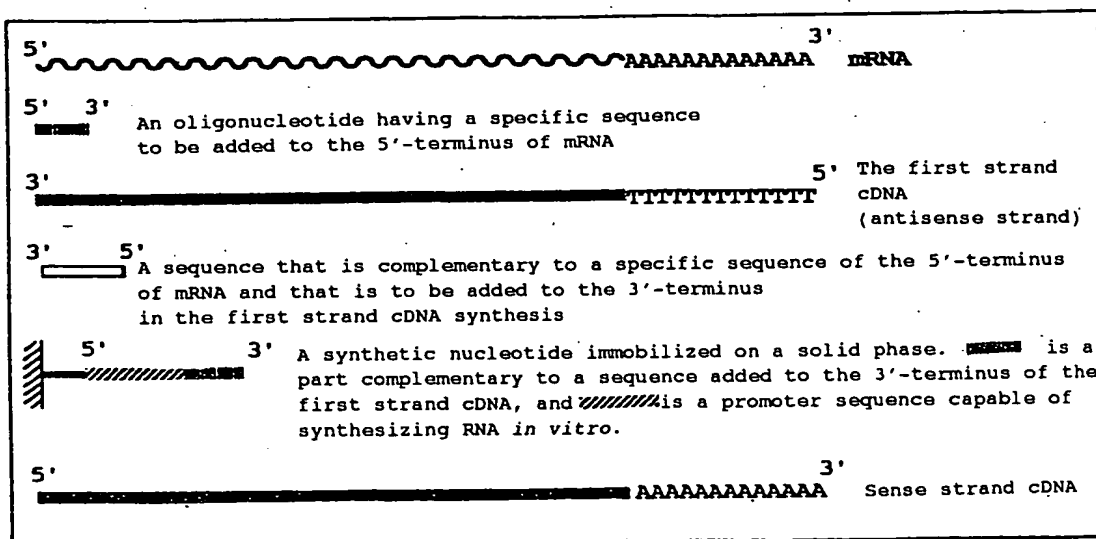 5' 3'
AAAAAAAAAAAAA mRNA
5' 3'
An oligonucleotide having a specific sequence
to be added to the 5'-terminus of mRNA
3' 5' The first strand
TTTTTTTTTTTTT cDNA
(antisense strand)
3' 5'
A sequence that is complementary to a specific sequence of the 5'-terminus
of mRNA and that is to be added to the 3'-terminus
in the first strand cDNA synthesis
5' 3' A synthetic nucleotide immobilized on a solid phase. is a
part complementary to a sequence added to the 3'-terminus of the
first strand cDNA, and is a promoter sequence capable of
synthesizing RNA in vitro.
5' 3'
AAAAAAAAAAAAA Sense strand cDNA